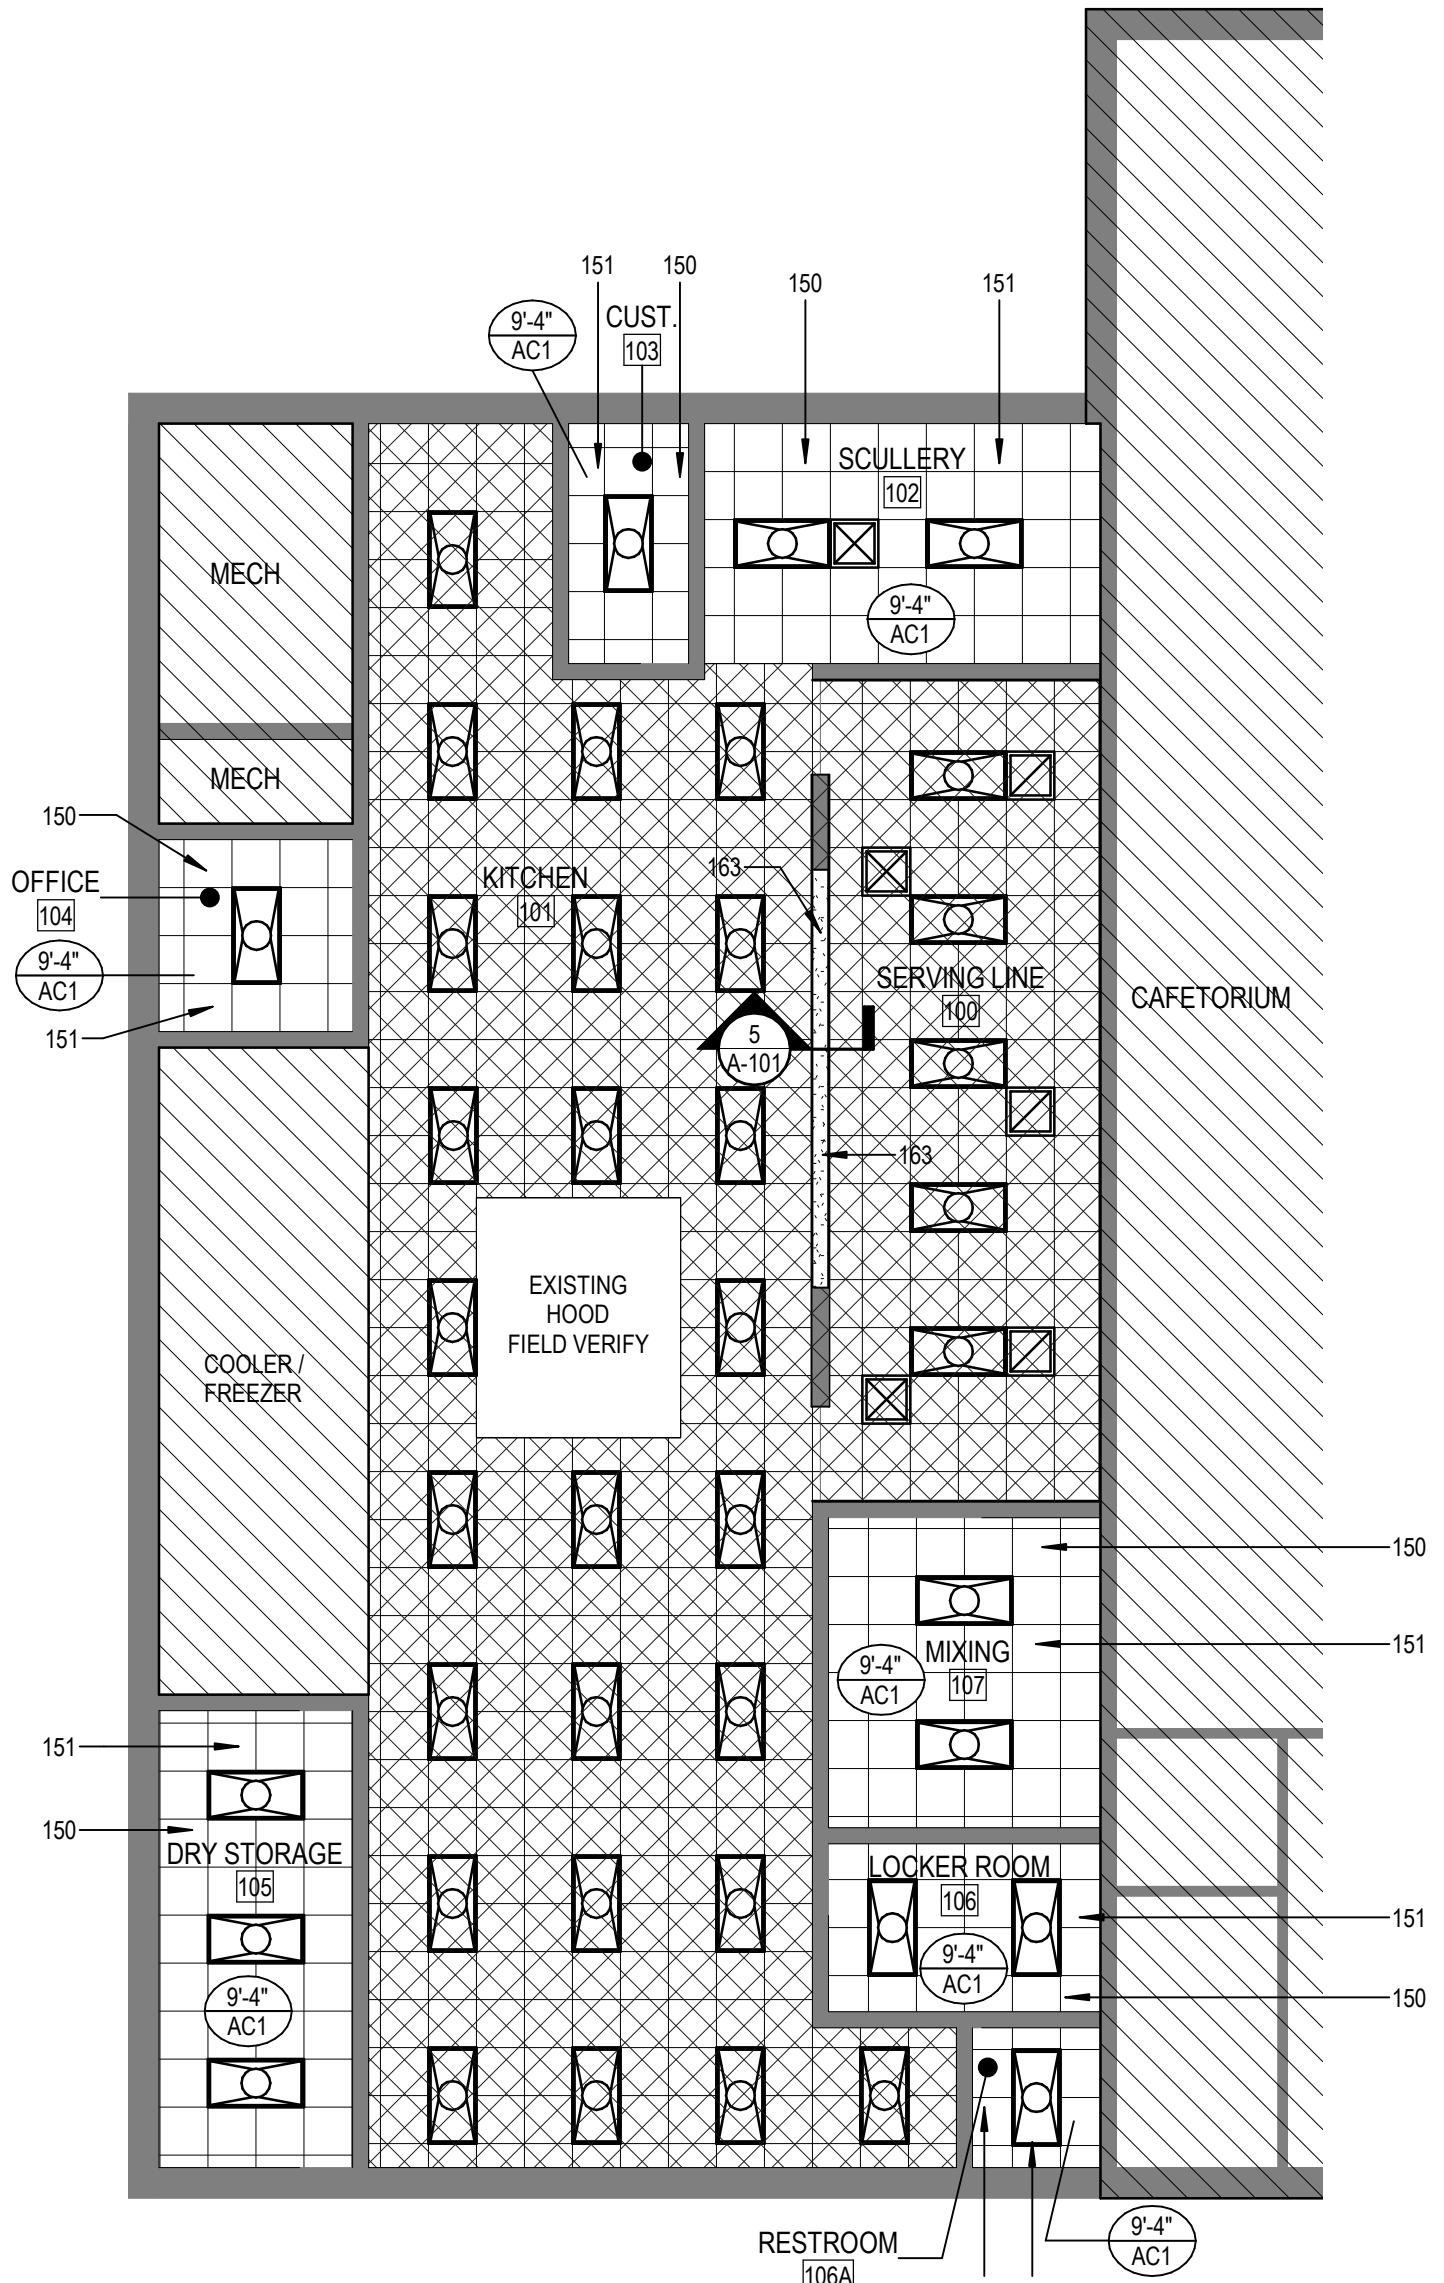 151
150
150
151
9'-4"
AC1
CUST.
103
SCULLERY
102
9'-4"
AC1
MECH
MECH
150
OFFICE
104
9'-4"
AC1
151
KITCHEN
101
163
SERVING LINE
100
CAFETORIUM
5
A-101
163
EXISTING
HOOD
FIELD VERIFY
COOLER /
FREEZER
150
151
MIXING
107
9'-4"
AC1
151
150
DRY STORAGE
105
9'-4"
AC1
LOCKER ROOM
106
9'-4"
AC1
151
150
RESTROOM
106A
9'-4"
AC1